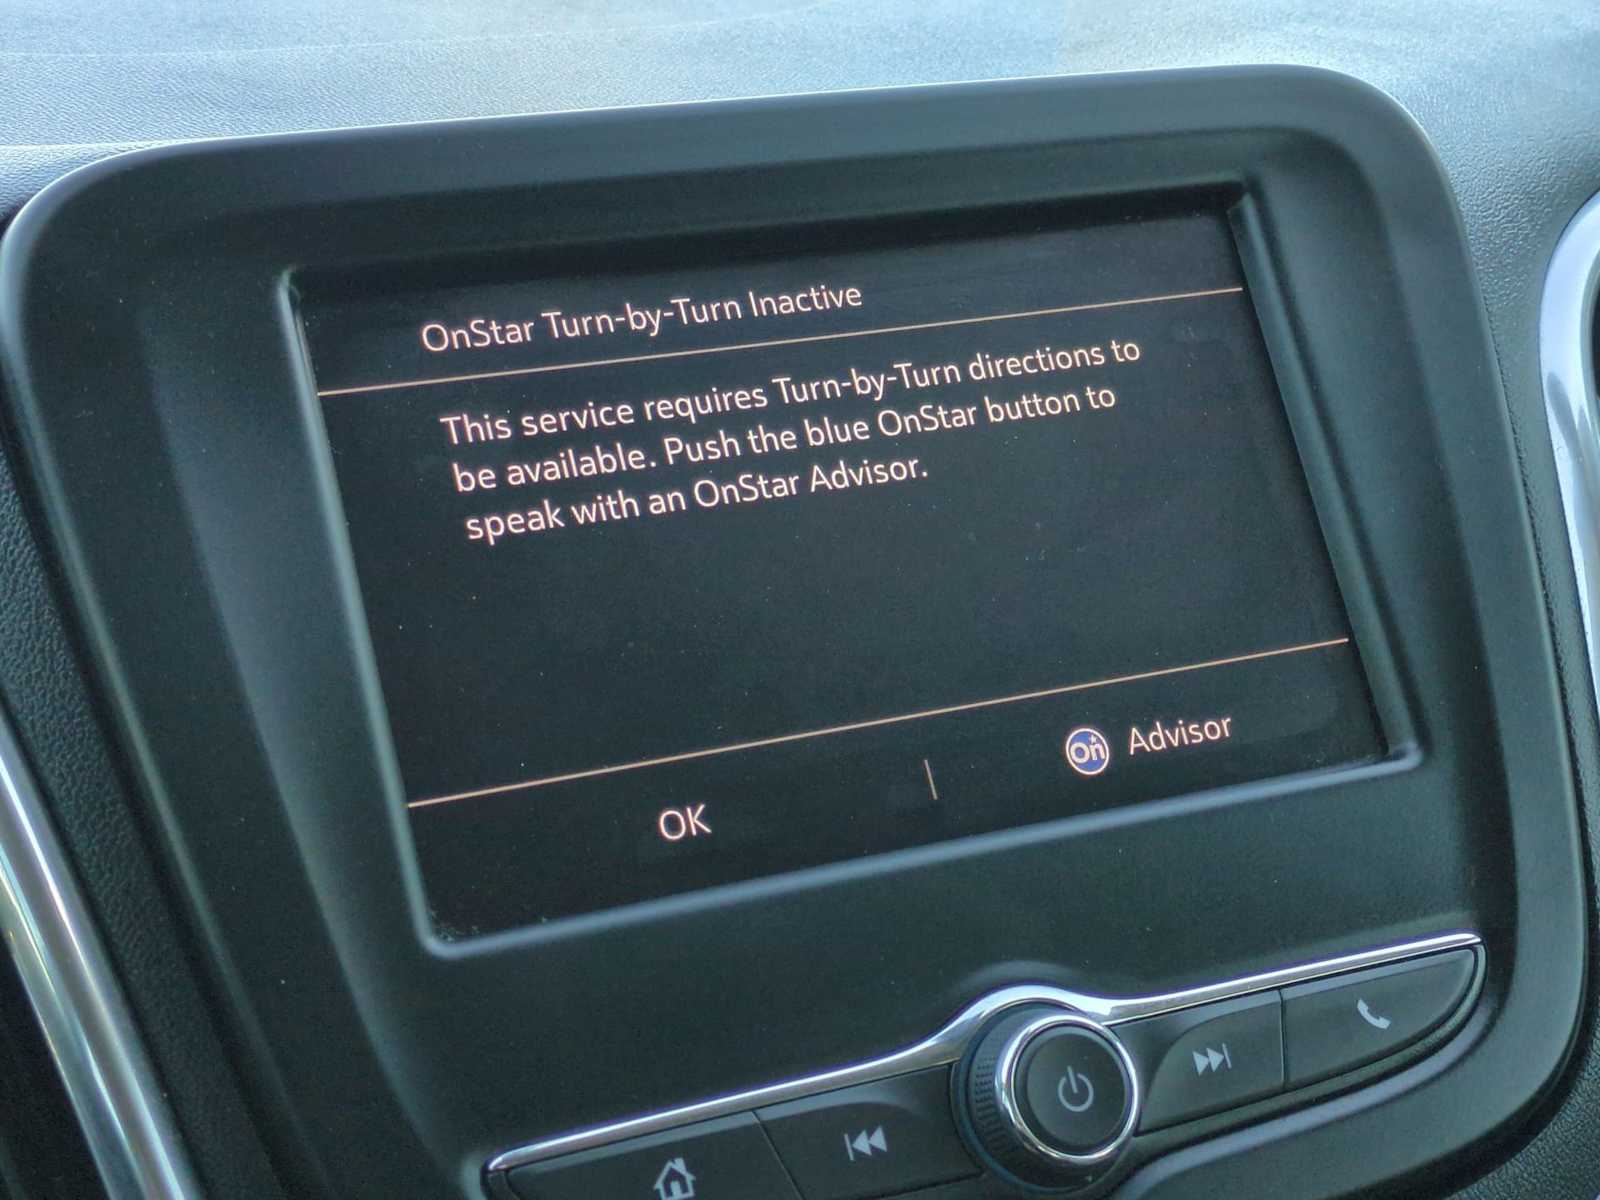 OnStar Turn-by-Turn Inactive
This service requires Turn-by-Turn directions to
be available. Push the blue OnStar button to
speak with an OnStar Advisor.
OK
On Advisor